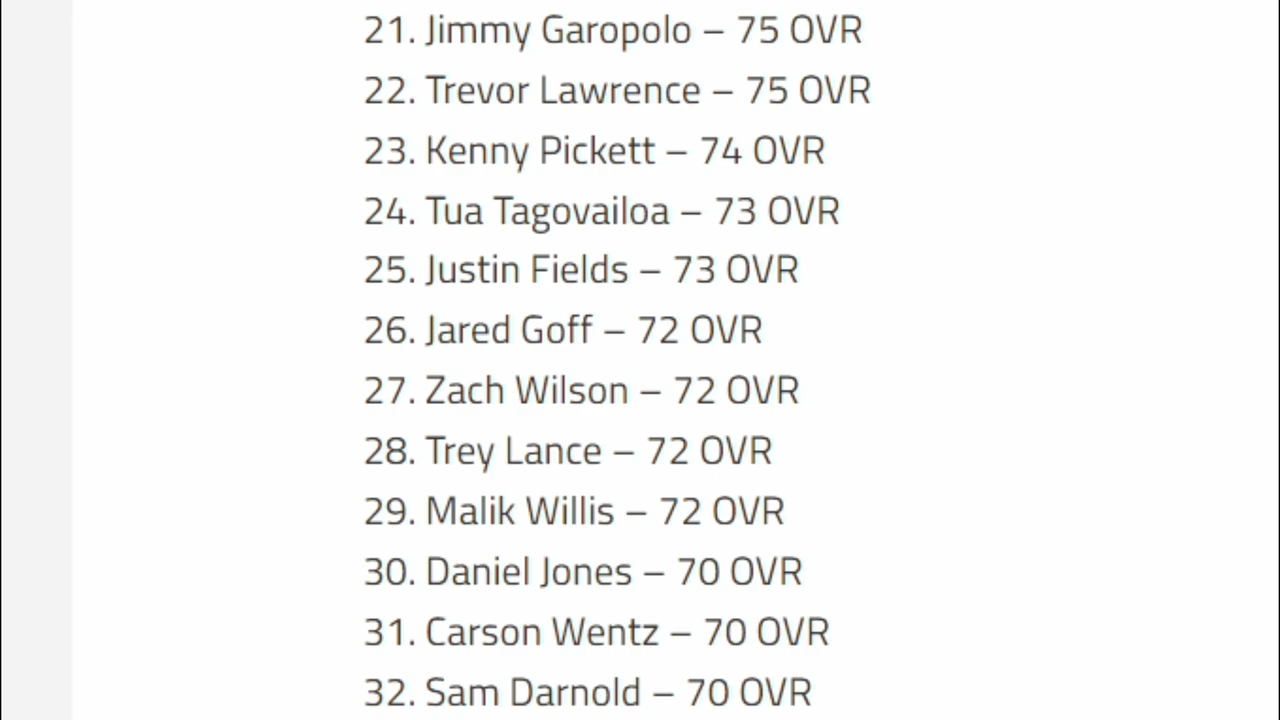 21. Jimmy Garopolo – 75 OVR
22. Trevor Lawrence – 75 OVR
23. Kenny Pickett – 74 OVR
24. Tua Tagovailoa – 73 OVR
25. Justin Fields – 73 OVR
26. Jared Goff – 72 OVR
27. Zach Wilson – 72 OVR
28. Trey Lance – 72 OVR
29. Malik Willis – 72 OVR
30. Daniel Jones – 70 OVR
31. Carson Wentz – 70 OVR
32. Sam Darnold – 70 OVR